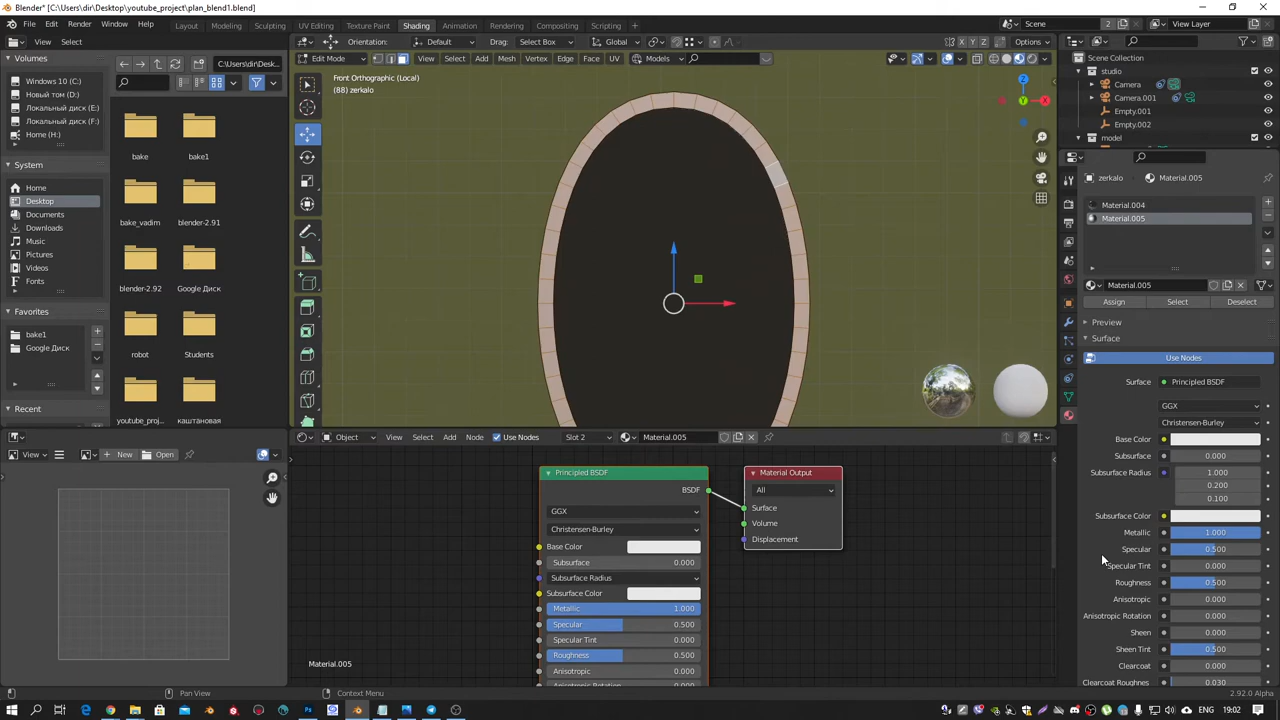 Blender* [C:\Users\dir\Desktop\youtube_project\plan_blend1.blend]
File Edit Render Window Help Layout Modeling Sculpting UV Editing Texture Paint Shading Animation Rendering Compositing Scripting Scene 2 View Layer
View Select Orientation: Default Drag: Select Box Global Options
Volumes C:\Users\dir\Desk... Edit Mode View Select Add Mesh Vertex Edge Face UV Models X Y Z
Windows 10 (C:)
Новый том (D:)
Локальный диск (E:)
Локальный диск (F:)
Home (H:)
System
Home
Desktop
Documents
Downloads
Music
Pictures
Videos
Fonts
Favorites
bake1
Google Диск
Recent
bake bake1
bake_vadim blender-2.91
blender-2.92 Google Диск
robot Students
youtube_proj... каштановая
Front Orthographic (Local)
(88) zerkalo
Z
X
Y
Scene Collection
studio
Camera
Camera.001
Empty.001
Empty.002
model
zerkalo Material.005
Material.004
Material.005
Material.005
Assign Select Deselect
Preview
Surface
Use Nodes
Surface Principled BSDF
GGX
Christensen-Burley
Base Color
Subsurface 0.000
Subsurface Radius 1.000
0.200
0.100
Subsurface Color
Metallic 1.000
Specular 0.500
Specular Tint 0.000
Roughness 0.500
Anisotropic 0.000
Anisotropic Rotation 0.000
Sheen 0.000
Sheen Tint 0.500
Clearcoat 0.000
Clearcoat Roughnes 0.030
View New Open
Object View Select Add Node Use Nodes Slot 2 Material.005
Principled BSDF
BSDF
GGX
Christensen-Burley
Base Color
Subsurface 0.000
Subsurface Radius
Subsurface Color
Metallic 1.000
Specular 0.500
Specular Tint 0.000
Roughness 0.500
Anisotropic 0.000
Anisotropic Rotation 0.000
Material Output
All
Surface
Volume
Displacement
Material.005
Pan View Context Menu 2.92.0 Alpha
ENG 19:02